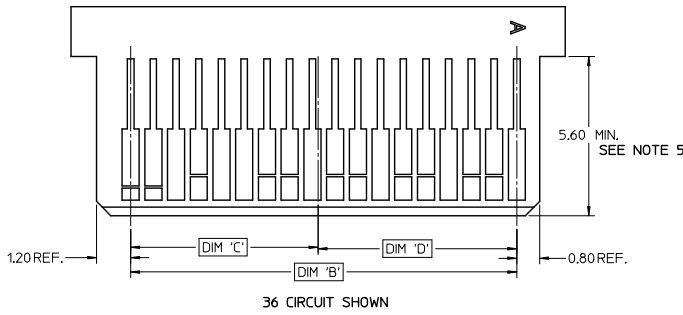 A
5.60 MIN.
SEE NOTE 5
DIM 'C'
DIM 'D'
1.20 REF.
0.80 REF.
DIM 'B'
36 CIRCUIT SHOWN